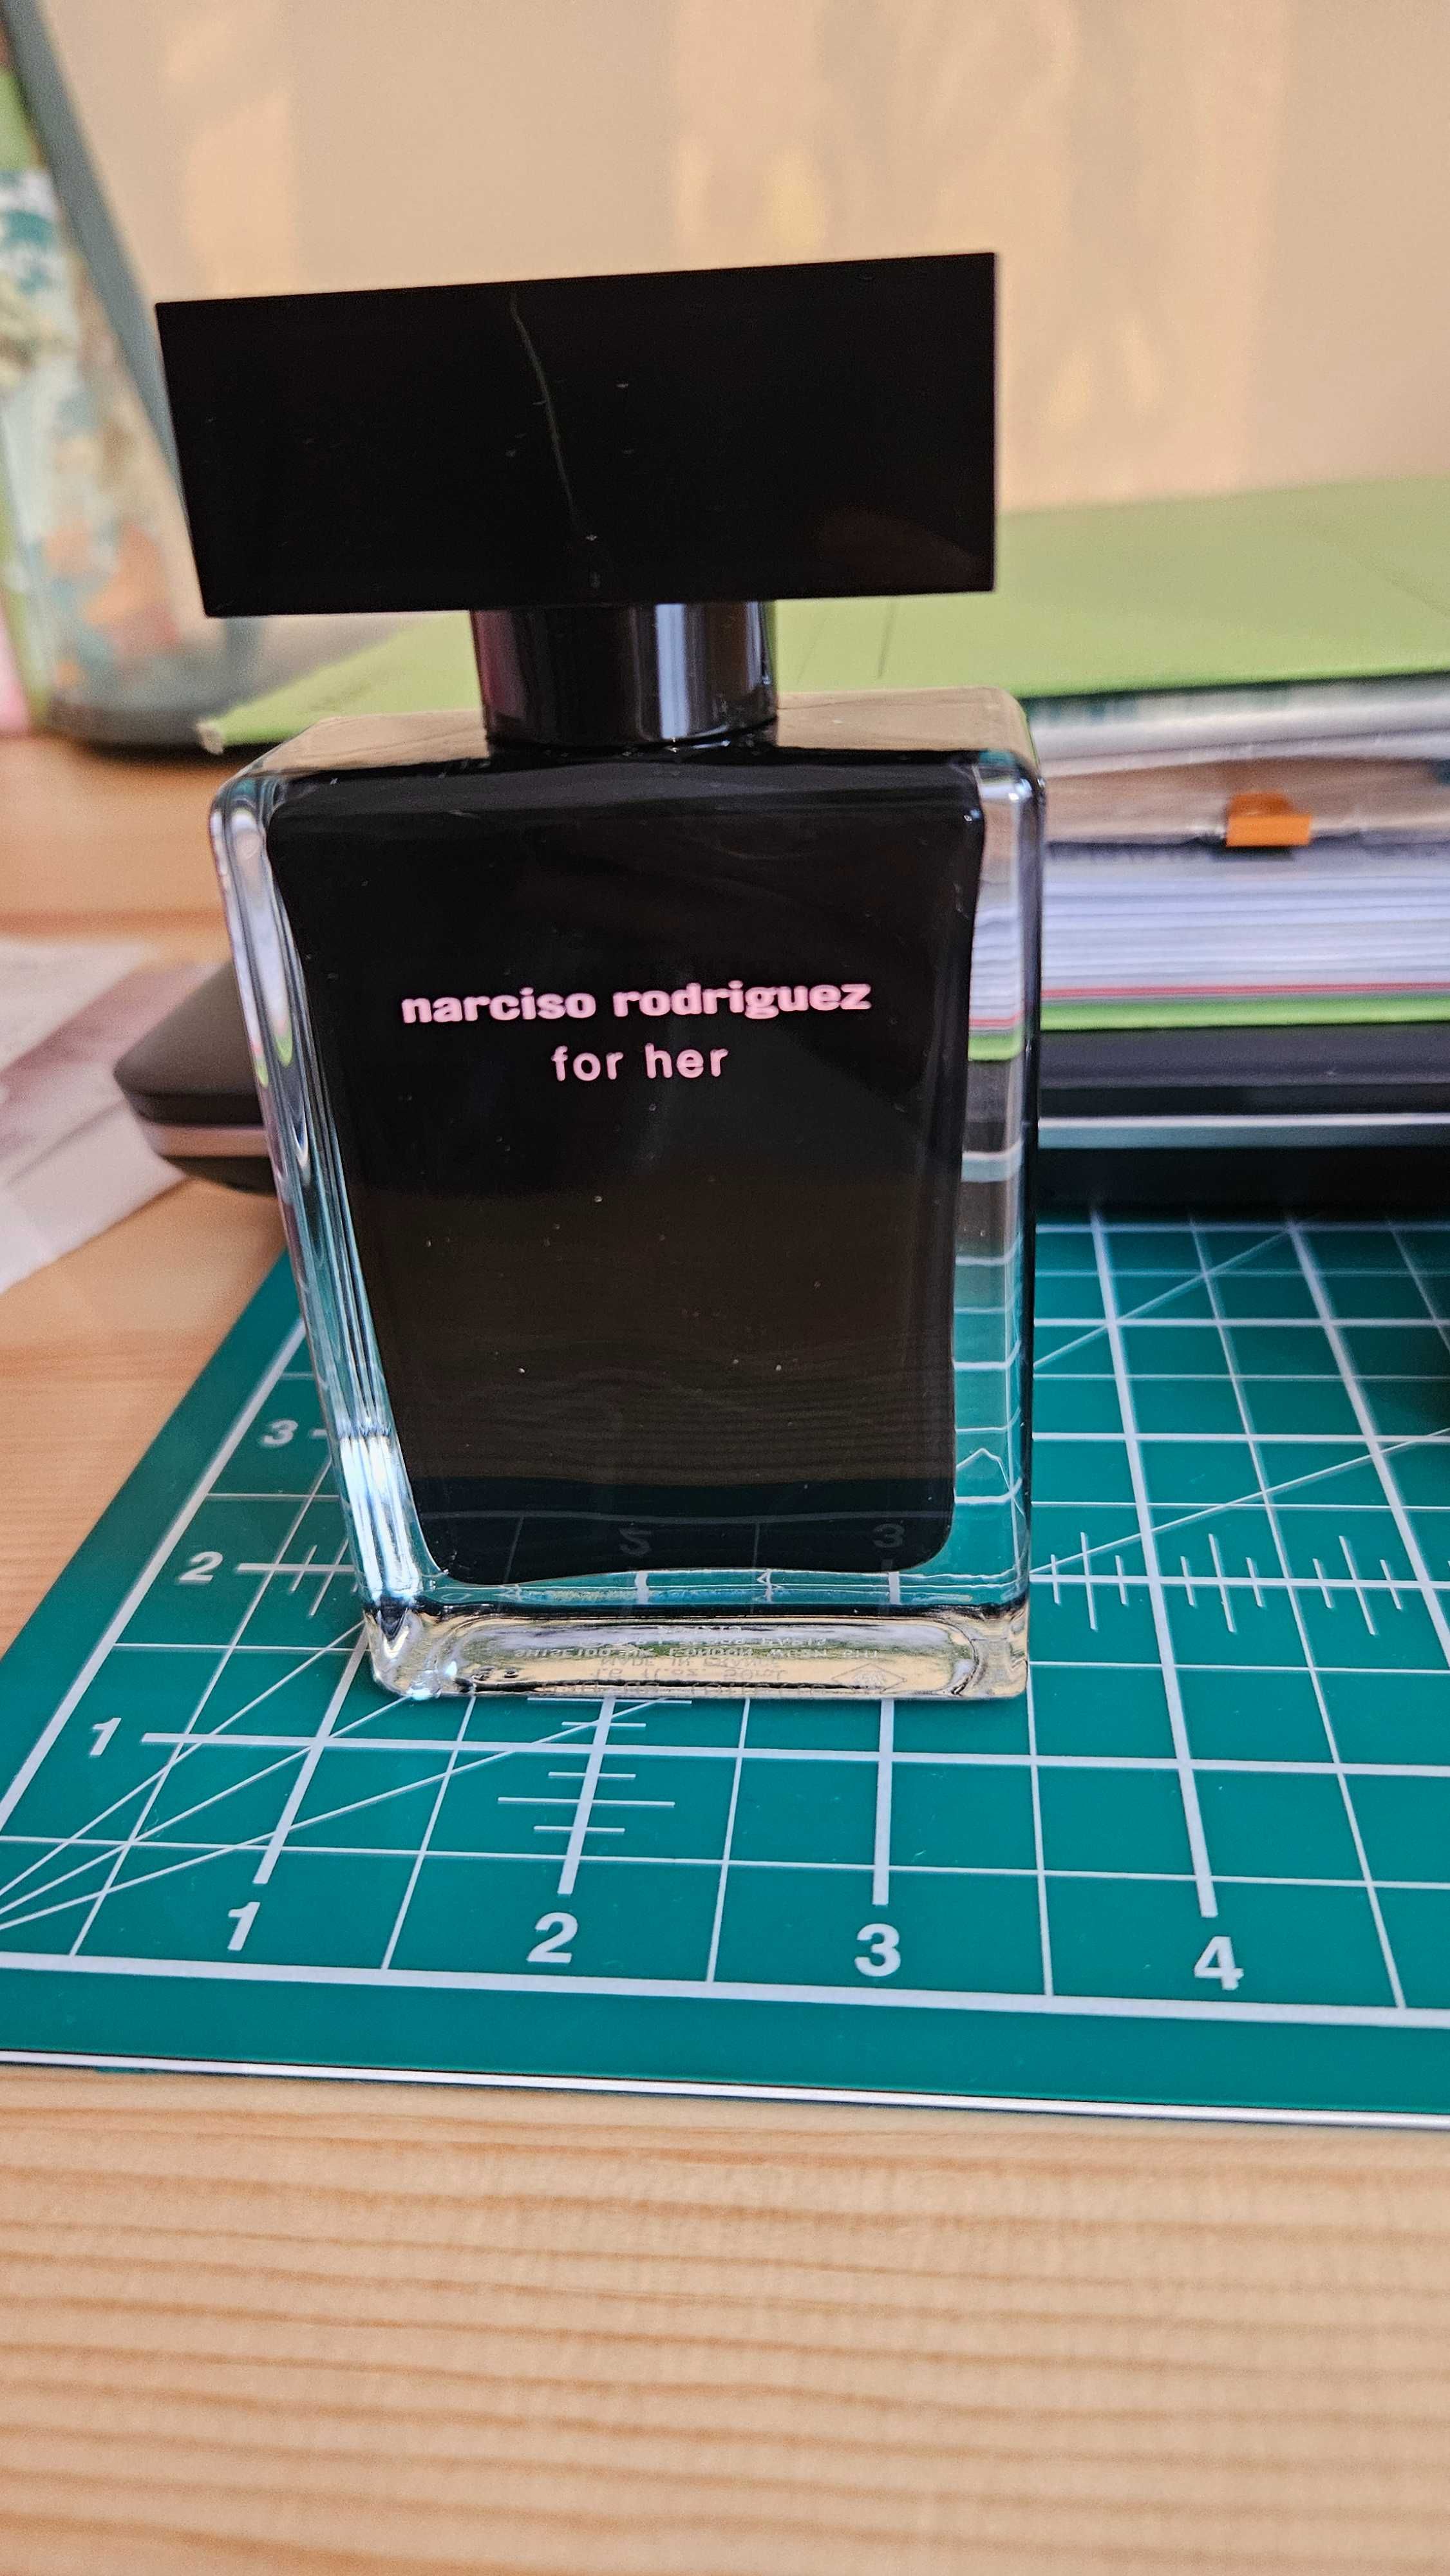 narciso rodriguez
for her
3
2
1
1 2 3 4